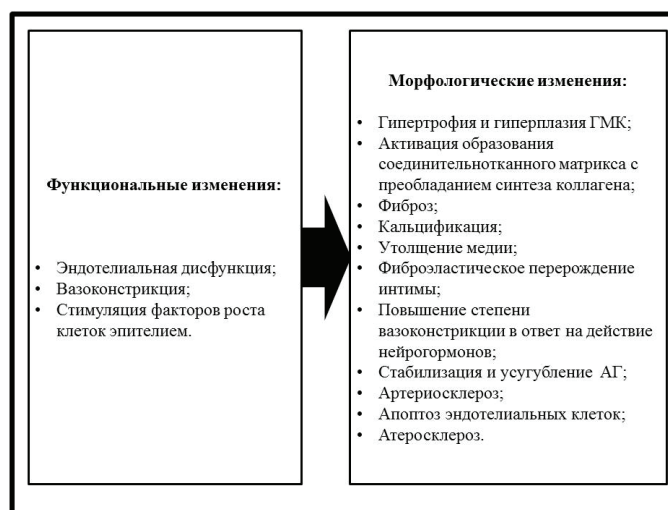 Функциональные изменения:
• Эндотелиальная дисфункция;
• Вазоконстрикция;
• Стимуляция факторов роста
клеток эпителием.
Морфологические изменения:
• Гипертрофия и гиперплазия ГМК;
• Активация образования
соединительнотканного матрикса с
преобладанием синтеза коллагена;
• Фиброз;
• Кальцификация;
• Утолщение медии;
• Фиброэластическое перерождение
интимы;
• Повышение степени
вазоконстрикции в ответ на действие
нейрогормонов;
• Стабилизация и усугубление АГ;
• Артериосклероз;
• Апоптоз эндотелиальных клеток;
• Атеросклероз.